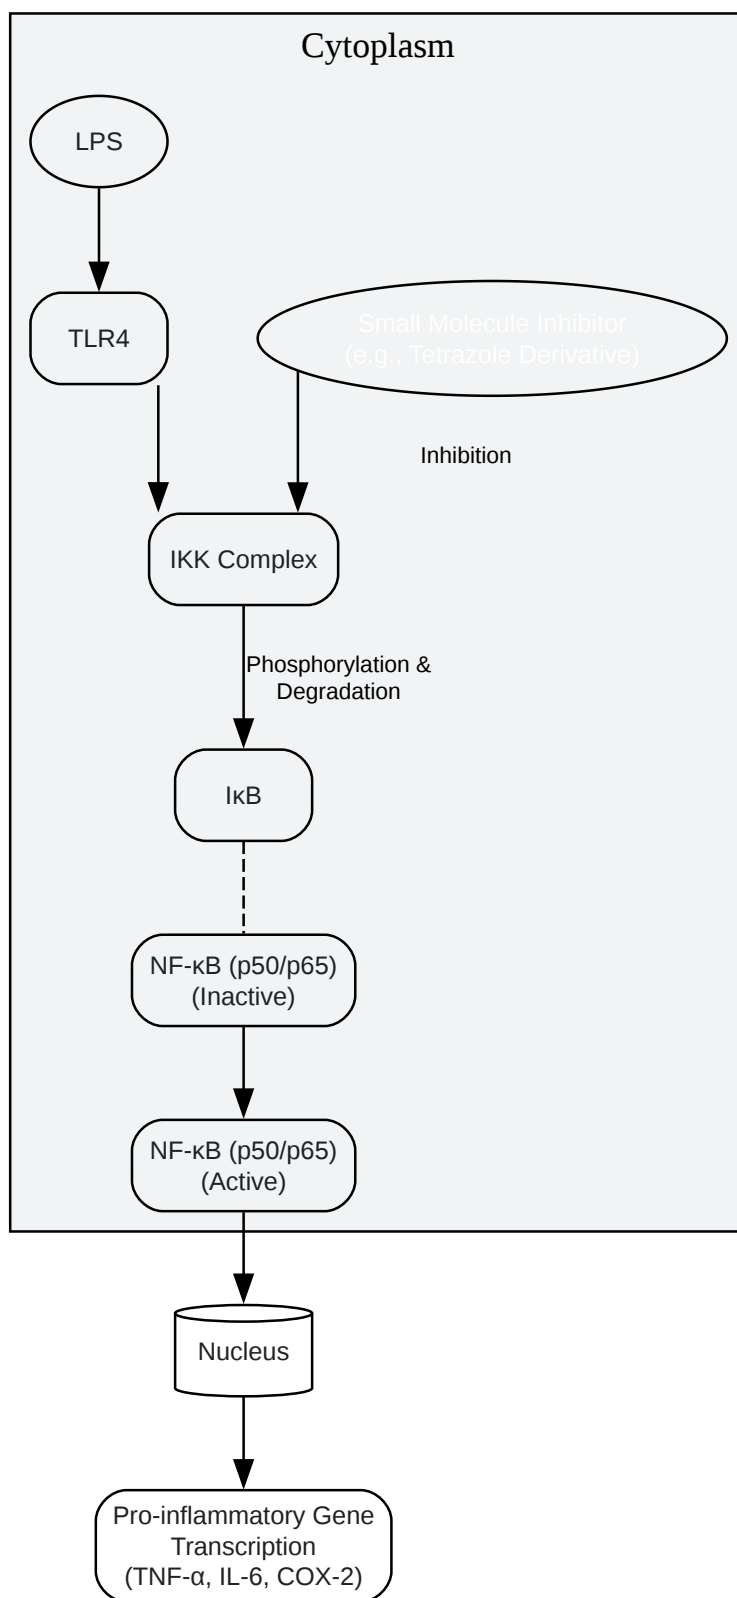 Cytoplasm
LPS
TLR4
Small Molecule Inhibitor
(e.g., Tetrazole Derivative)
Inhibition
IKK Complex
Phosphorylation &
Degradation
IκB
NF-κB (p50/p65)
(Inactive)
NF-κB (p50/p65)
(Active)
Nucleus
Pro-inflammatory Gene
Transcription
(TNF-α, IL-6, COX-2)